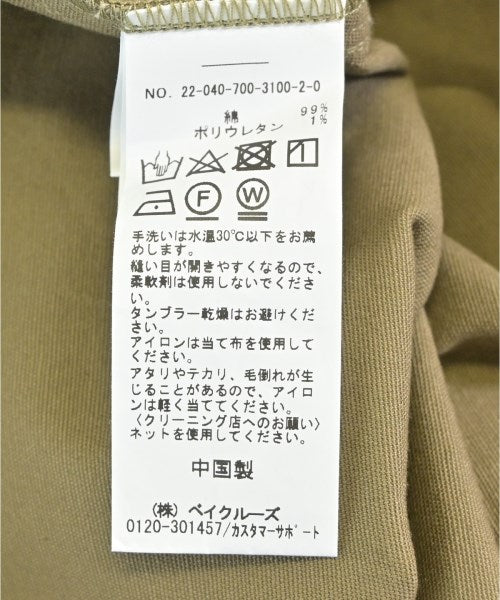 NO. 22-040-700-3100-2-0
綿 99%
ポリウレタン 1%
F W
手洗いは水温30℃以下をお薦
めします。
縫い目が開きやすくなるので、
柔軟剤は使用しないでくださ
い。
タンブラー乾燥はお避けくだ
さい。
アイロンは当て布を使用して
ください。
アタリやテカリ、毛倒れが生
じることがあるので、アイロ
ンは軽く当ててください。
〈クリーニング店へのお願い〉
ネットを使用してください。
中国製
(株) ベイクルーズ
0120-301457/カスタマーサポート